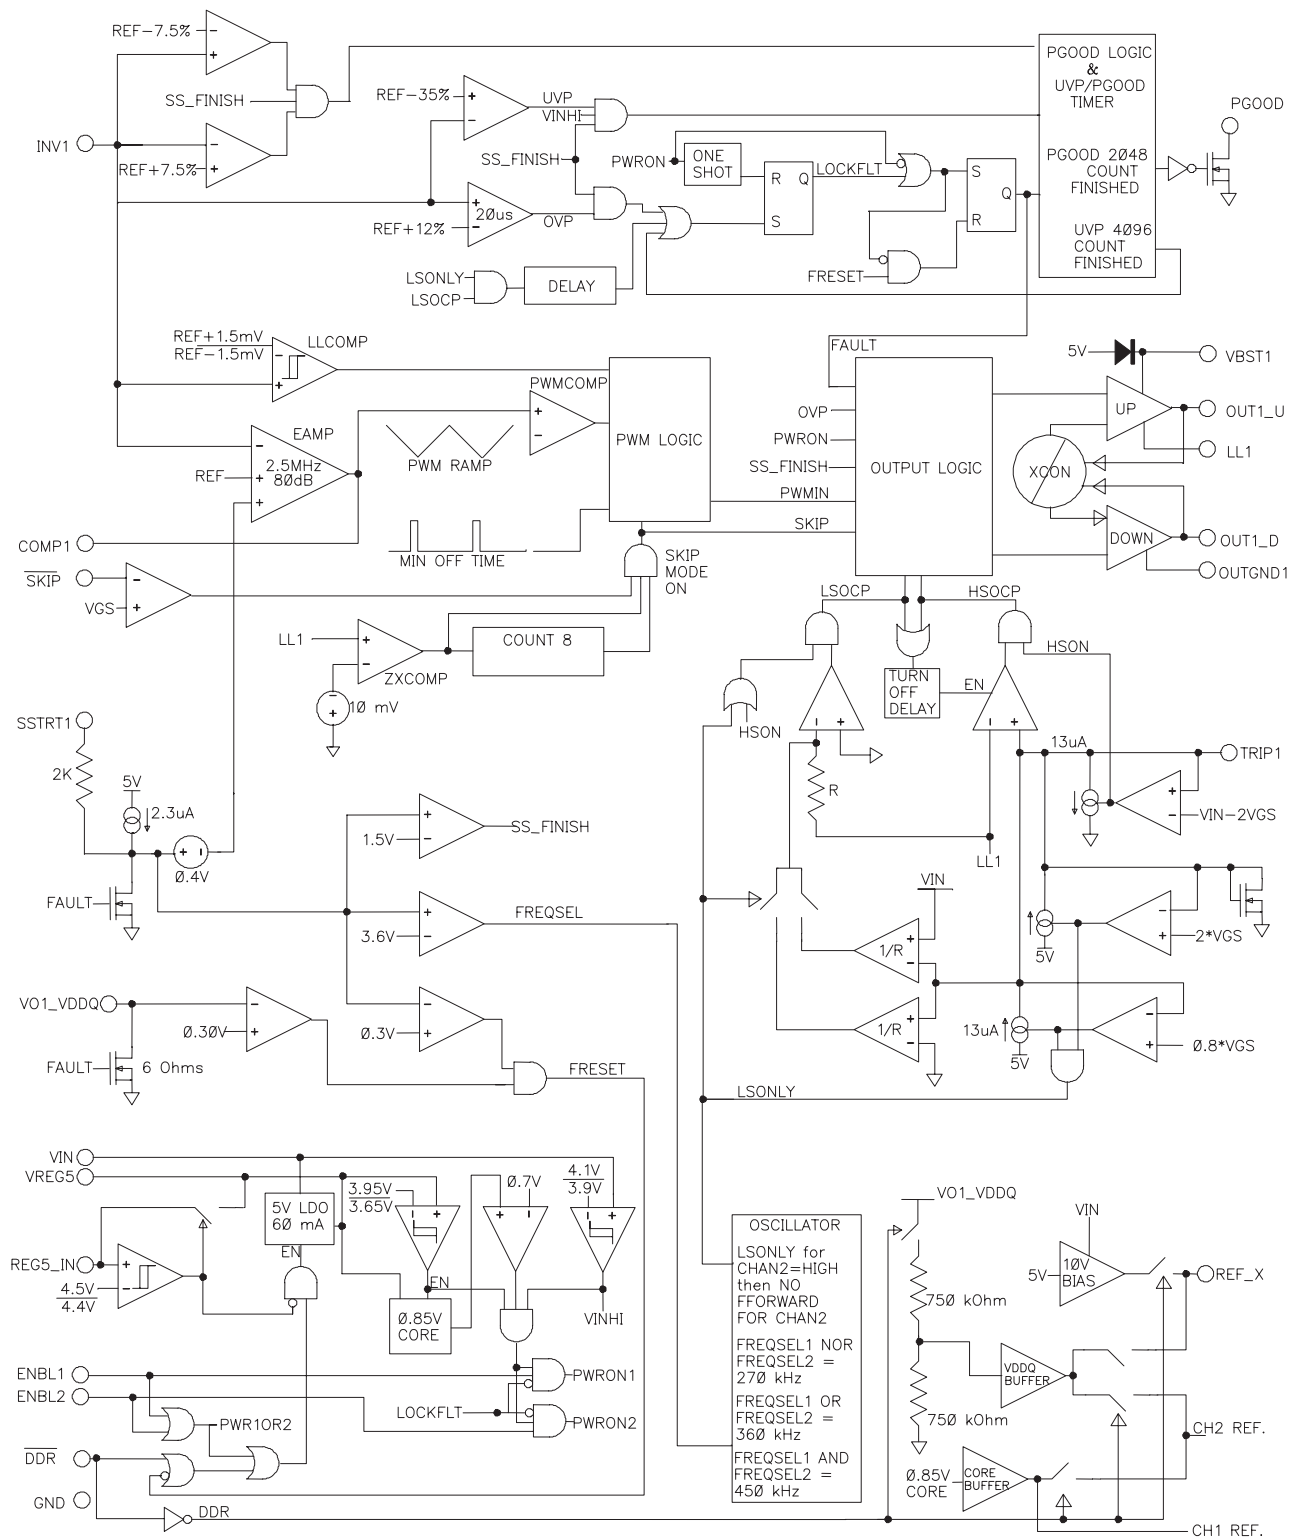 REF−7.5%
SS_FINISH
INV1
REF+7.5%
REF−35%
UVP
VINHI
SS_FINISH
20us
OVP
REF+12%
LSONLY
LSOCP
DELAY
PWRON
ONE
SHOT
R
Q
S
LOCKFLT
S
Q
R
FRESET
PGOOD LOGIC
&
UVP/PGOOD
TIMER
PGOOD 2048
COUNT
FINISHED
UVP 4096
COUNT
FINISHED
PGOOD
REF+1.5mV
REF−1.5mV
LLCOMP
EAMP
2.5MHz
80dB
REF
COMP1
SKIP
VGS
PWMCOMP
PWM RAMP
MIN OFF TIME
PWM LOGIC
FAULT
OVP
PWRON
SS_FINISH
PWMIN
SKIP
OUTPUT LOGIC
SKIP
MODE
ON
5V
VBST1
UP
OUT1_U
LL1
XCON
DOWN
OUT1_D
OUTGND1
LL1
ZXCOMP
COUNT 8
10 mV
LSOCP
HSOCP
HSON
HSON
TURN
OFF
DELAY
EN
13uA
TRIP1
VIN−2VGS
R
LL1
SSTRT1
2K
5V
2.3uA
0.4V
FAULT
1.5V
SS_FINISH
3.6V
FREQSEL
0.3V
VIN
1/R
1/R
5V
2*VGS
13uA
5V
0.8*VGS
VO1_VDDQ
0.30V
FAULT
6 Ohms
FRESET
LSONLY
VIN
VREG5
5V LDO
60 mA
EN
3.95V
3.65V
0.7V
4.1V
3.9V
REG5_IN
4.5V
4.4V
EN
0.85V
CORE
VINHI
ENBL1
ENBL2
PWR1OR2
LOCKFLT
PWRON1
PWRON2
DDR
GND
DDR
OSCILLATOR
LSONLY for
CHAN2=HIGH
then NO
FFORWARD
FOR CHAN2
FREQSEL1 NOR
FREQSEL2 =
270 kHz
FREQSEL1 OR
FREQSEL2 =
360 kHz
FREQSEL1 AND
FREQSEL2 =
450 kHz
VO1_VDDQ
VIN
5V
10V
BIAS
REF_X
750 kOhm
VDDQ
BUFFER
750 kOhm
0.85V
CORE
CORE
BUFFER
CH2 REF.
CH1 REF.